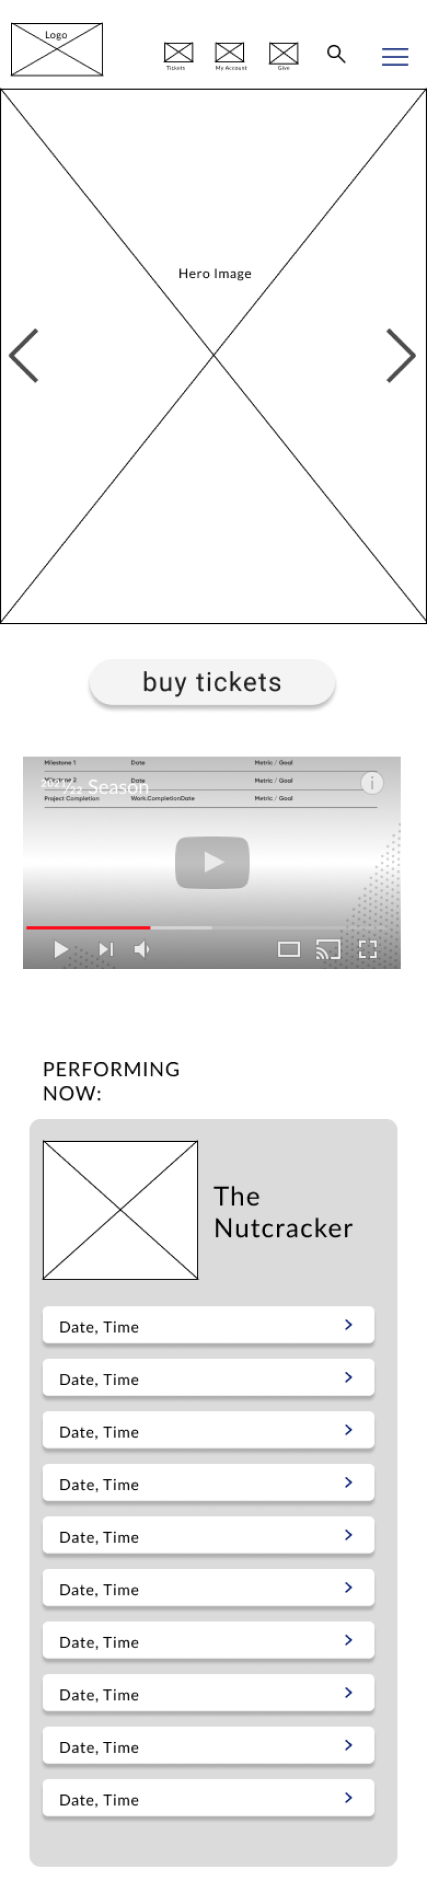 Logo
Tickets
My Account
Give
Hero Image
buy tickets
Milestone 1 Date Metric / Goal
Milestone 2 Date Metric / Goal
2021/22 Season
Project Completion Work.CompletionDate Metric / Goal
PERFORMING
NOW:
The
Nutcracker
Date, Time
Date, Time
Date, Time
Date, Time
Date, Time
Date, Time
Date, Time
Date, Time
Date, Time
Date, Time